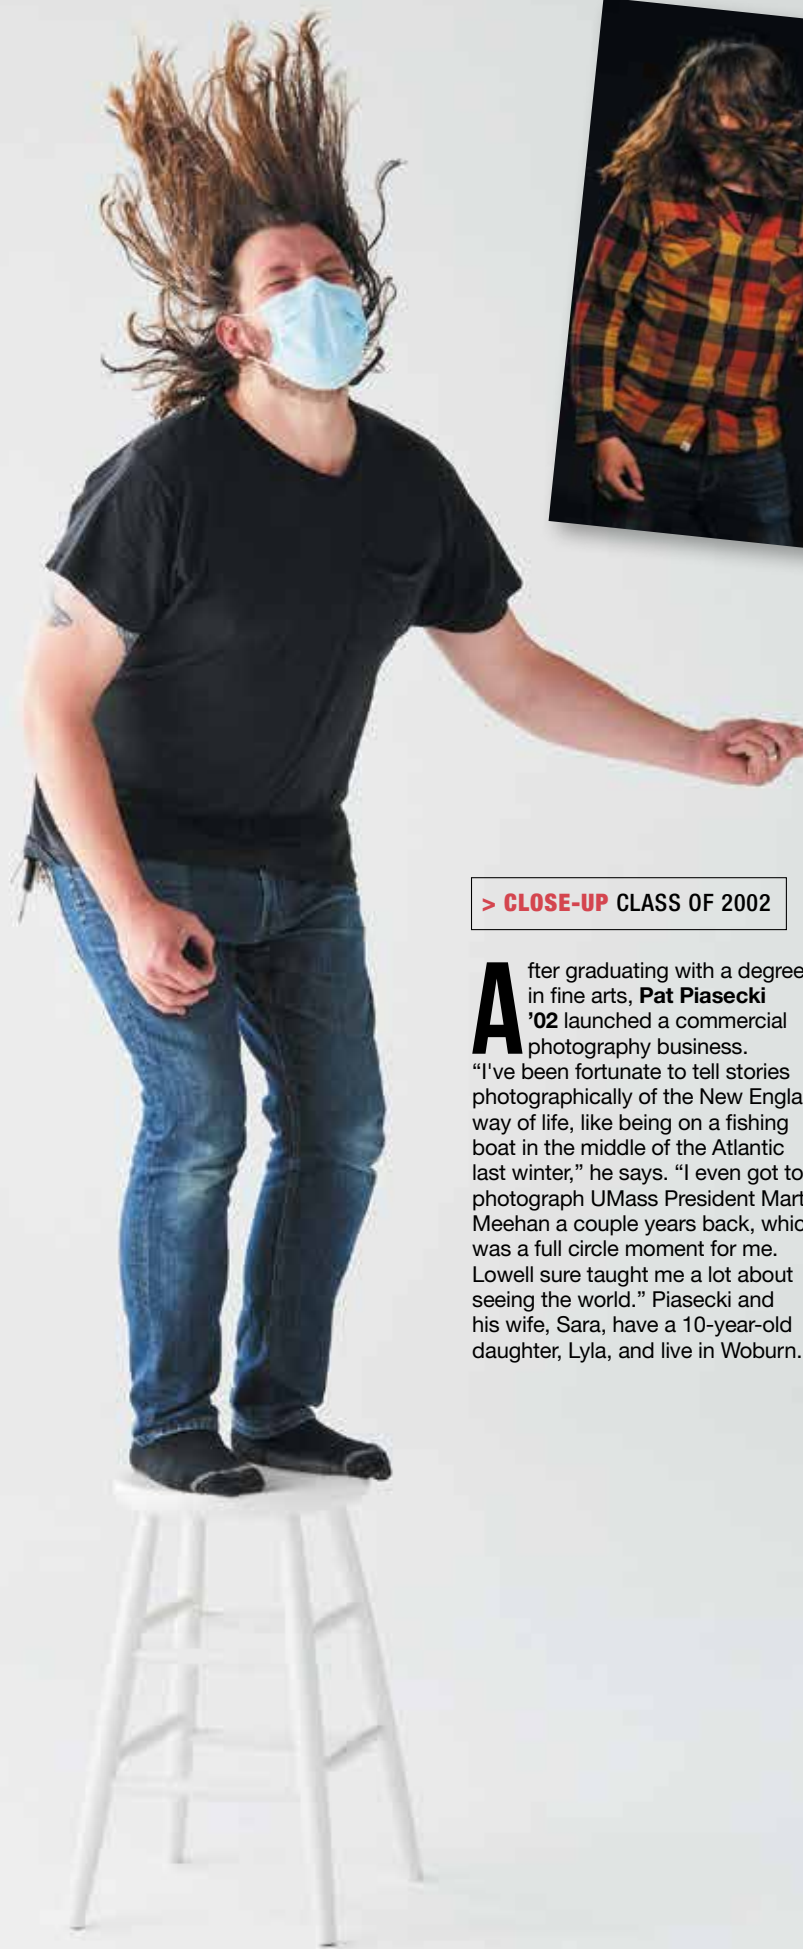 > CLOSE-UP CLASS OF 2002
After graduating with a degree
in fine arts, Pat Piasecki
’02 launched a commercial
photography business.
“I've been fortunate to tell stories
photographically of the New Engla
way of life, like being on a fishing
boat in the middle of the Atlantic
last winter,” he says. “I even got to
photograph UMass President Mart
Meehan a couple years back, whic
was a full circle moment for me.
Lowell sure taught me a lot about
seeing the world.” Piasecki and
his wife, Sara, have a 10-year-old
daughter, Lyla, and live in Woburn.